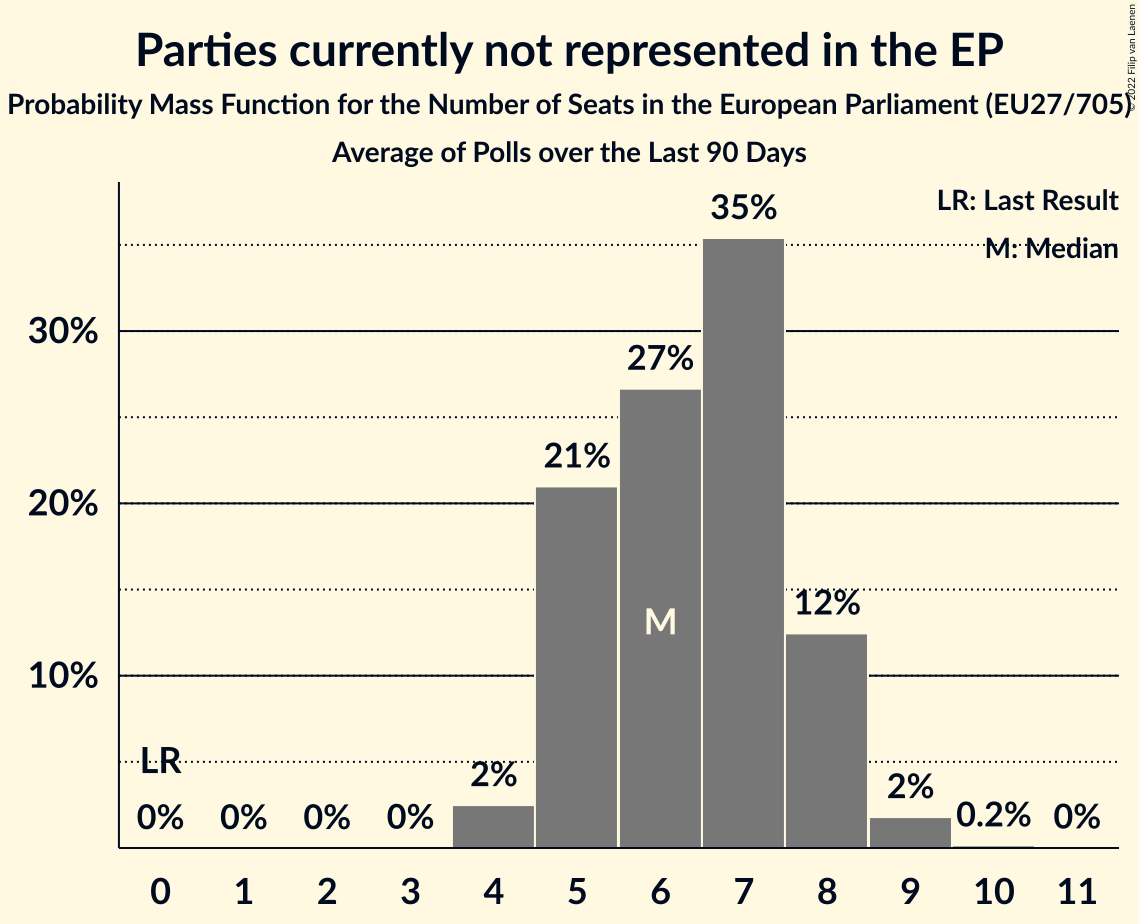 Parties currently not represented in the EP
Probability Mass Function for the Number of Seats in the European Parliament (EU27/705)
Average of Polls over the Last 90 Days
© 2022 Filip van Laenen
LR: Last Result
M: Median
35%
30%
27%
21%
20%
12%
M
10%
LR
2%
2%
0% 0% 0% 0% 0.2% 0%
0 1 2 3 4 5 6 7 8 9 10 11